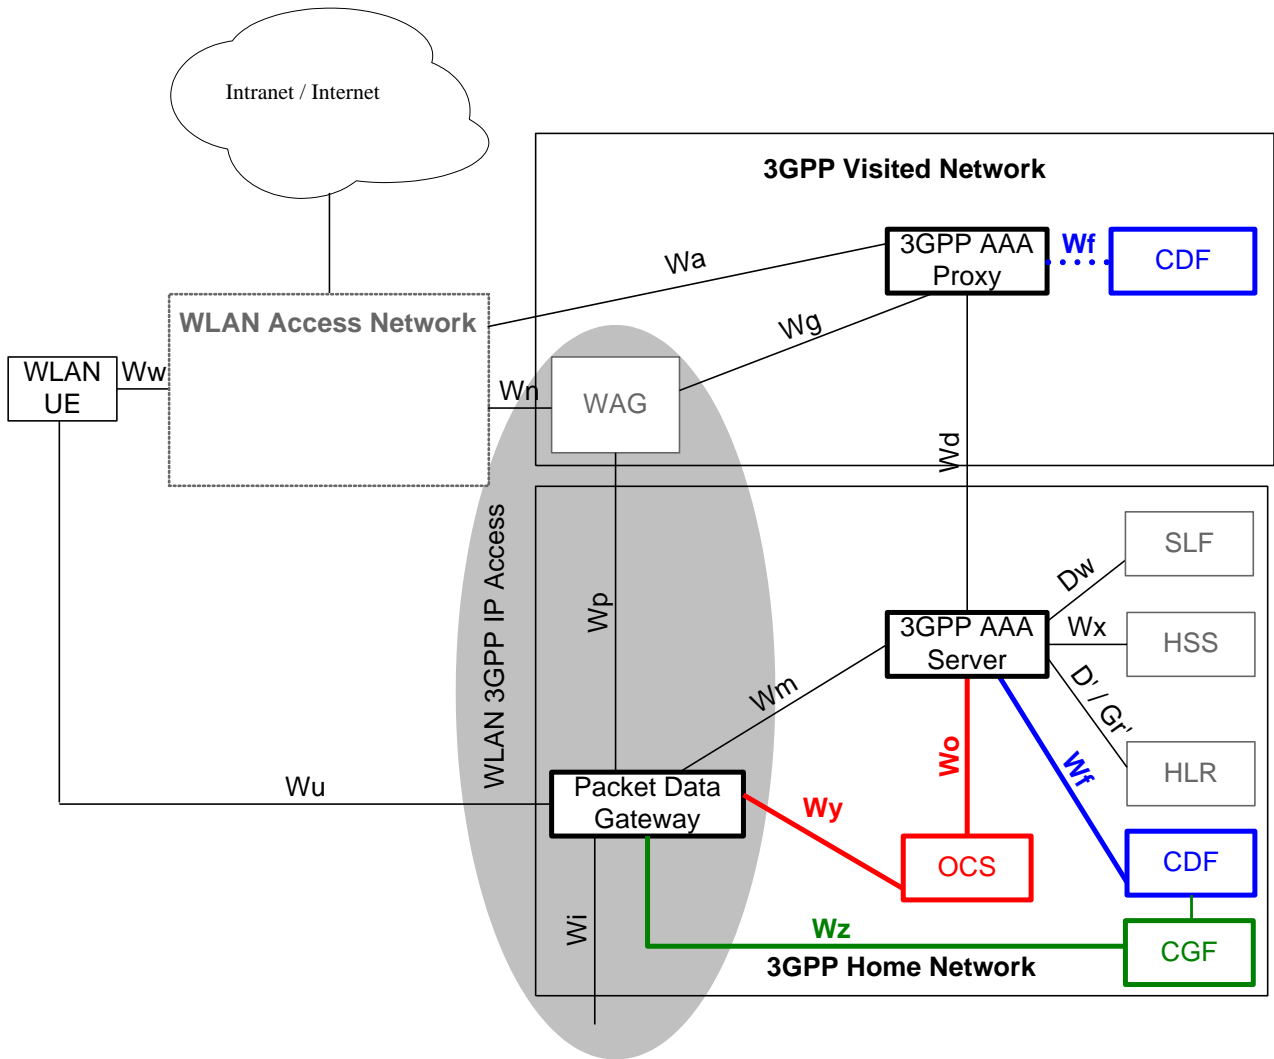 Intranet / Internet
3GPP Visited Network
3GPP AAA
Proxy
Wf
CDF
Wa
Wg
WLAN Access Network
WLAN
UE
Ww
Wn
WAG
Wd
WLAN 3GPP IP Access
Wp
SLF
Dw
3GPP AAA
Server
Wx
HSS
D' / Gr'
HLR
Wm
Wo
Wf
Wu
Packet Data
Gateway
Wy
OCS
CDF
Wi
Wz
CGF
3GPP Home Network